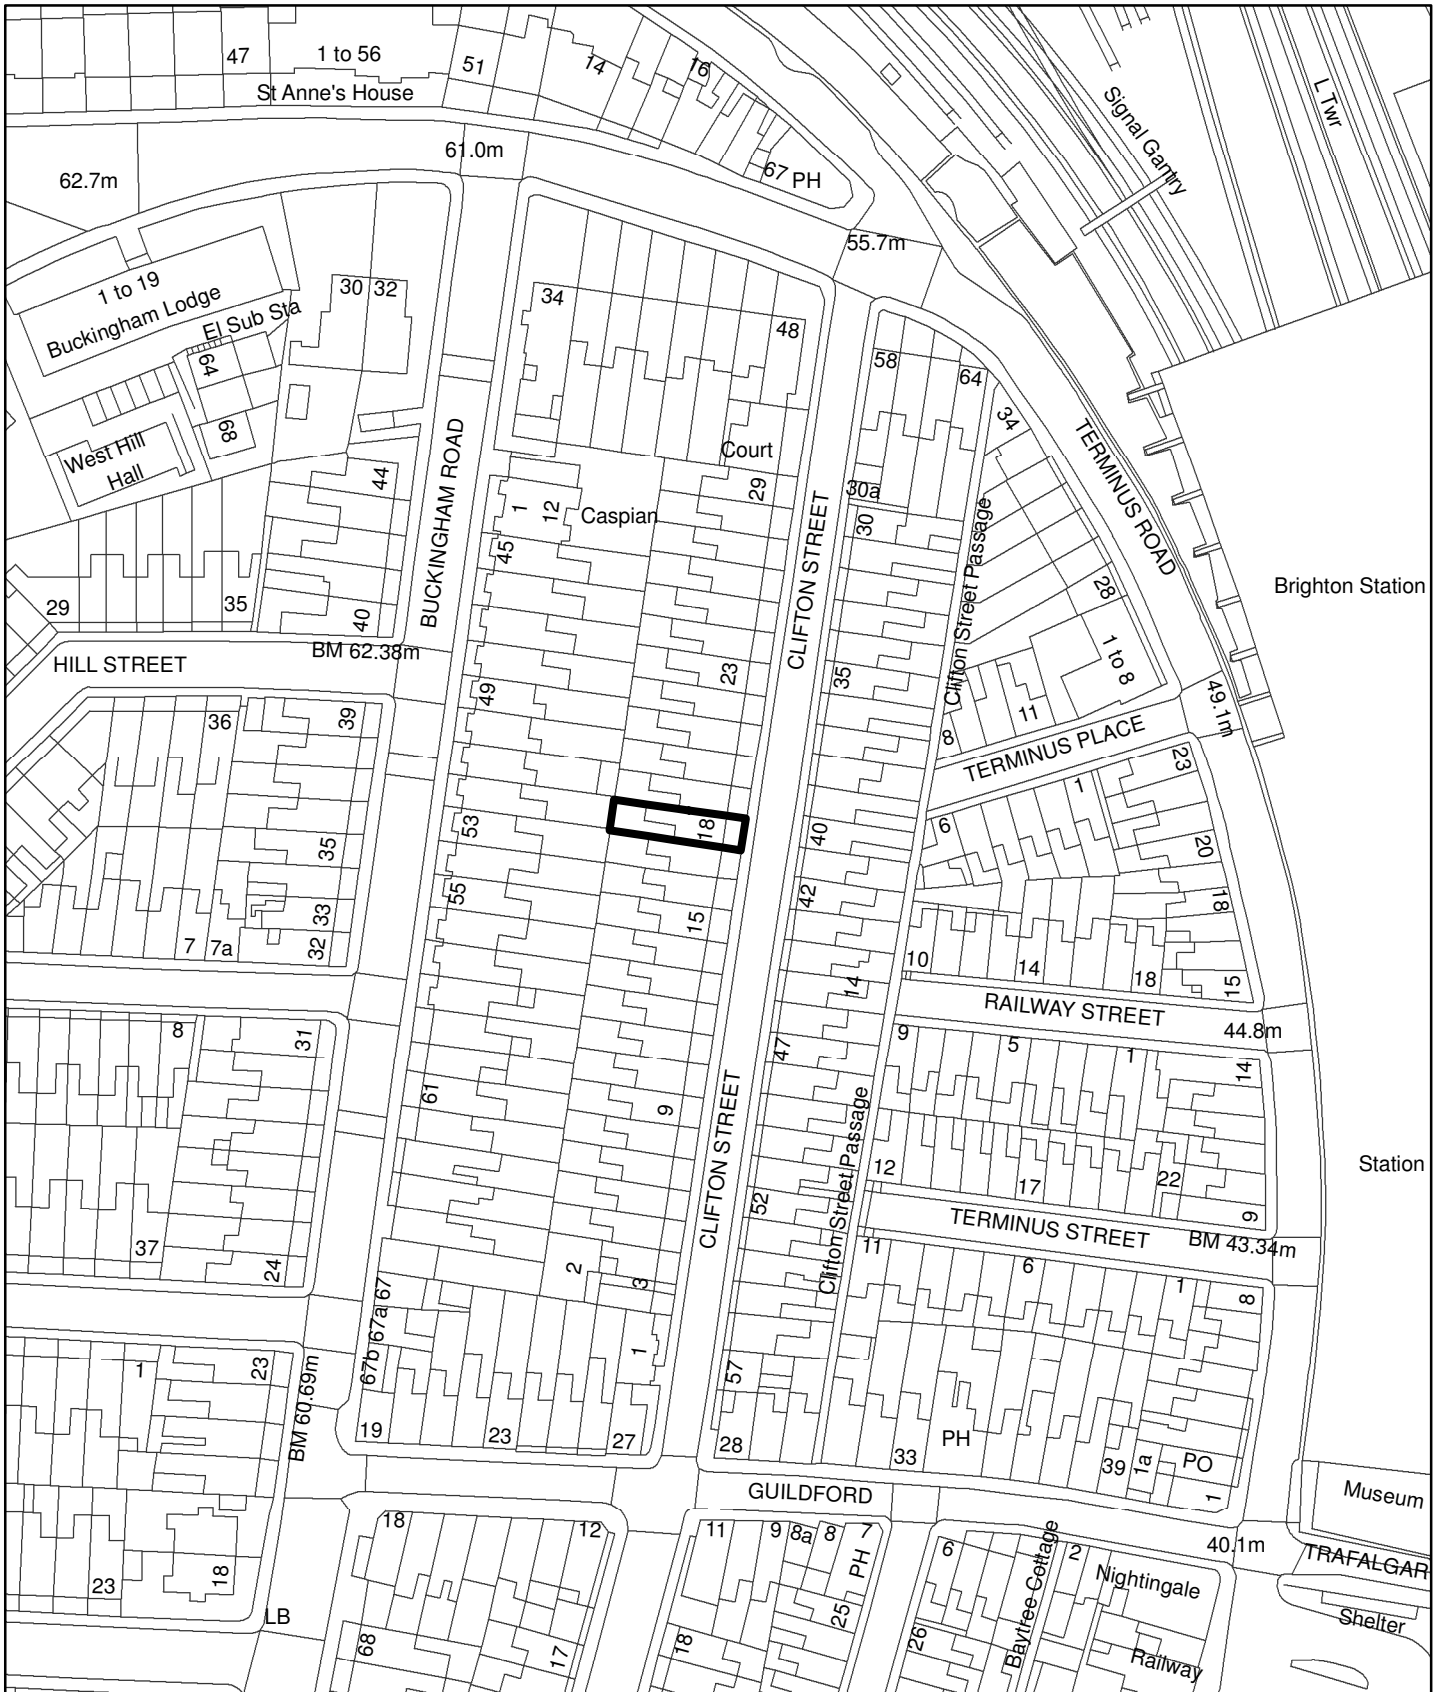 47
1 to 56
51
14
16
St Anne's House
Signal Gantry
L Twr
61.0m
62.7m
67
PH
55.7m
1 to 19
Buckingham Lodge
El Sub Sta
30
32
34
48
58
64
64
68
West Hill
Hall
44
BUCKINGHAM ROAD
Court
29
34
TERMINUS ROAD
1
12
Caspian
CLIFTON STREET
30a
30
Clifton Street Passage
45
28
Brighton Station
29
35
40
BM 62.38m
HILL STREET
23
35
1 to 8
49
49.1m
36
39
8
11
TERMINUS PLACE
23
1
53
18
40
6
20
35
55
15
42
18
33
7
7a
32
10
14
18
15
14
RAILWAY STREET
44.8m
8
31
47
9
5
1
14
61
9
CLIFTON STREET
Clifton Street Passage
12
17
22
Station
52
9
TERMINUS STREET
BM 43.34m
37
24
11
6
1
8
2
3
67
67a
67b
1
57
1
23
BM 60.69m
19
23
27
28
33
PH
39
1a
PO
1
GUILDFORD
Museum
18
12
11
9
8a
8
7
PH
6
2
40.1m
TRAFALGAR
Baytree Cottage
Nightingale
23
18
LB
25
Shelter
68
17
18
26
Railway